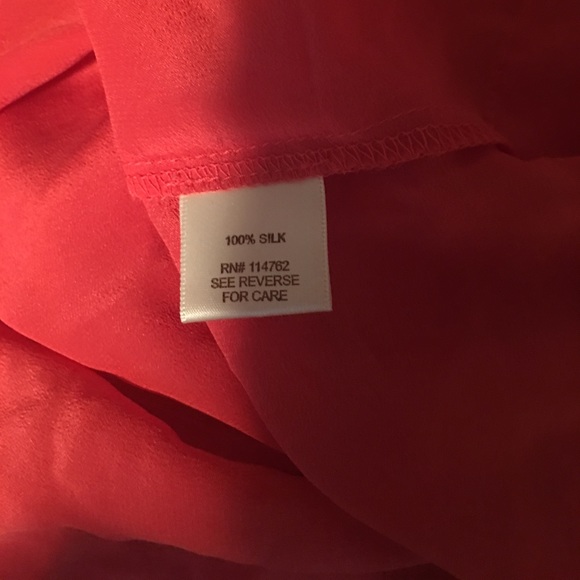 100% SILK
RN# 114762
SEE REVERSE
FOR CARE